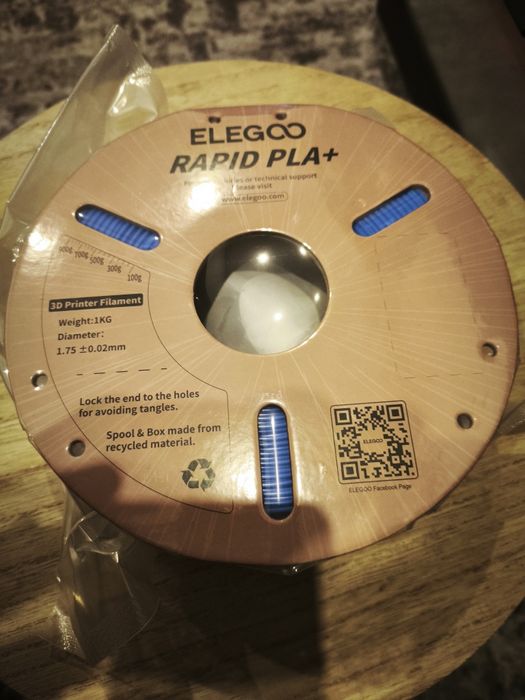 ELEGOO
RAPID PLA+
or technical support
please visit
www.elegoo.com
900g 700g 500g 300g 100g
3D Printer Filament
Weight:1KG
Diameter:
1.75 ±0.02mm
Lock the end to the holes
for avoiding tangles.
Spool & Box made from
recycled material.
ELEGOO
ELEGOO Facebook Page